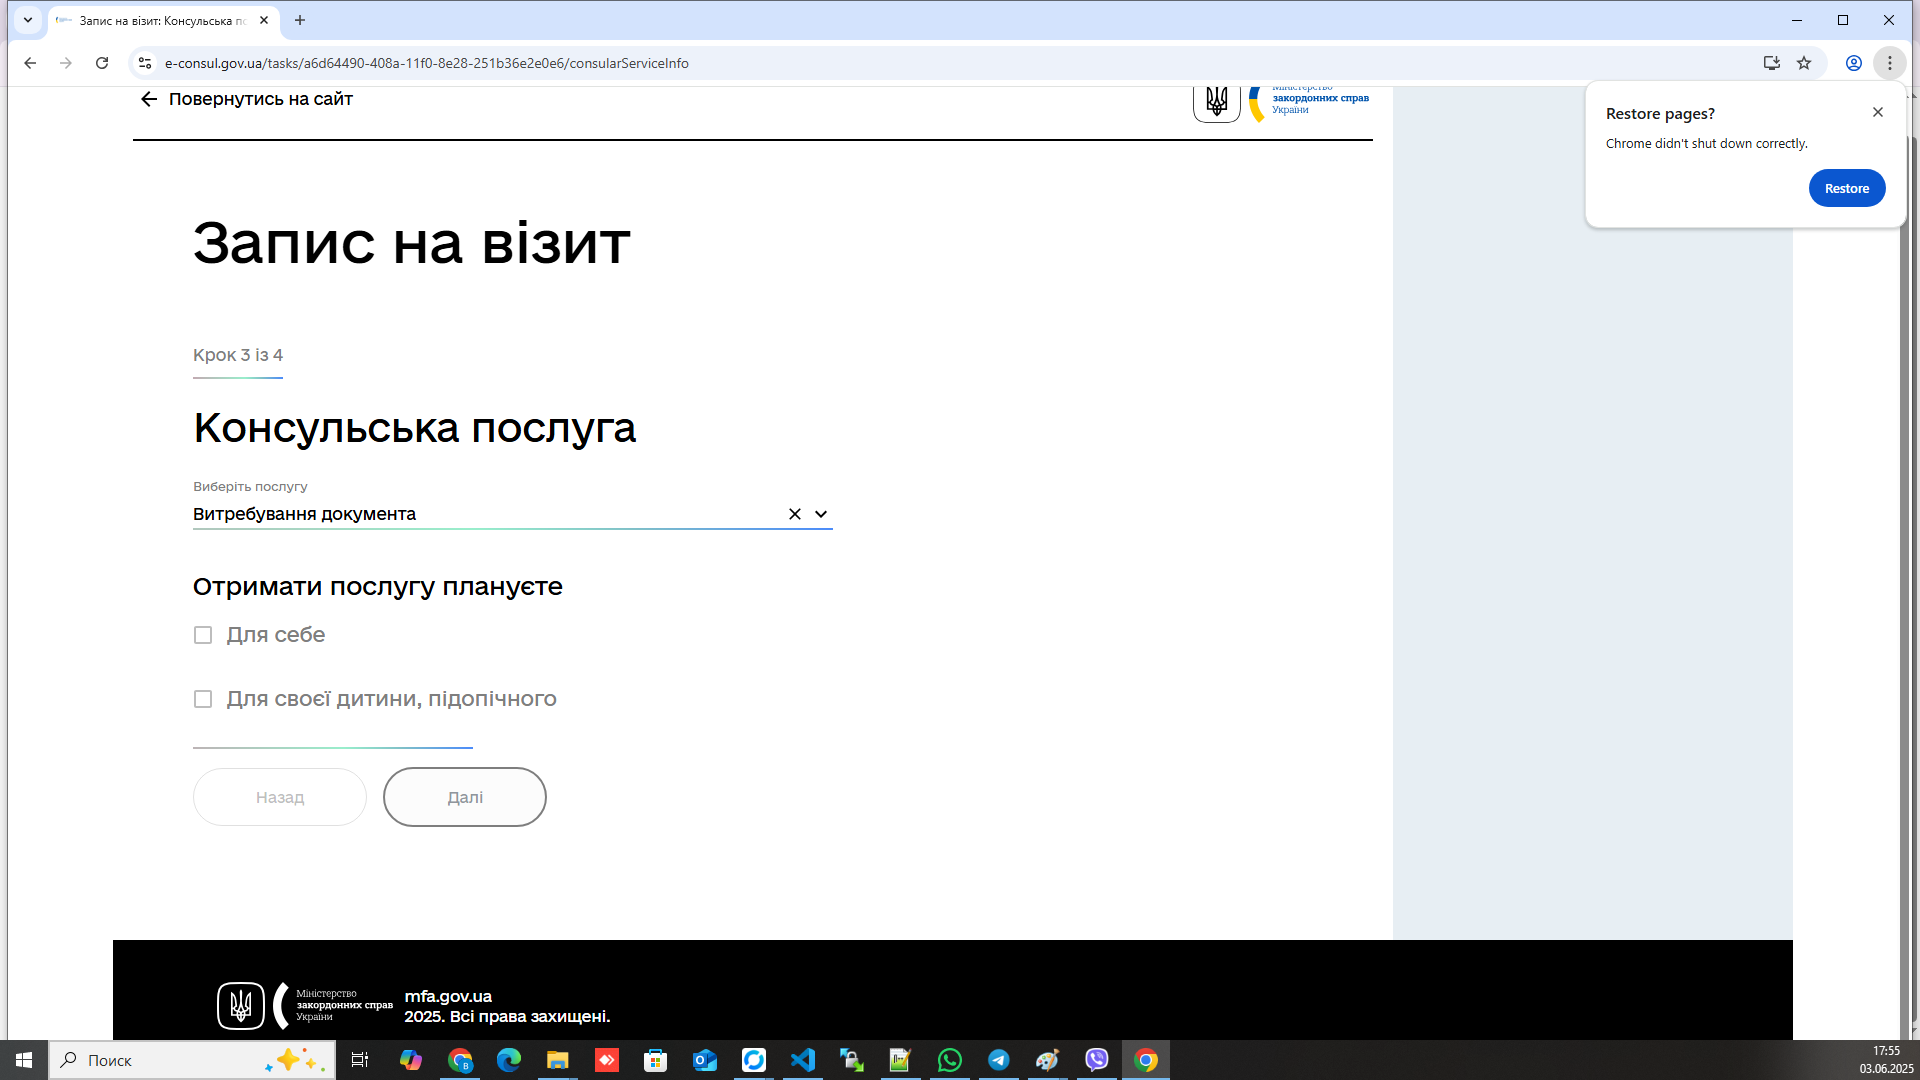 Запис на візит: Консульська по
e-consul.gov.ua/tasks/a6d64490-408a-11f0-8e28-251b36e2e0e6/consularServiceInfo
Повернутись на сайт
Міністерство
закордонних справ
України
Restore pages?
Chrome didn't shut down correctly.
Restore
Запис на візит
Крок 3 із 4
Консульська послуга
Виберіть послугу
Витребування документа
Отримати послугу плануєте
Для себе
Для своєї дитини, підопічного
Назад
Далі
Міністерство
закордонних справ
України
mfa.gov.ua
2025. Всі права захищені.
Поиск
17:55
03.06.2025